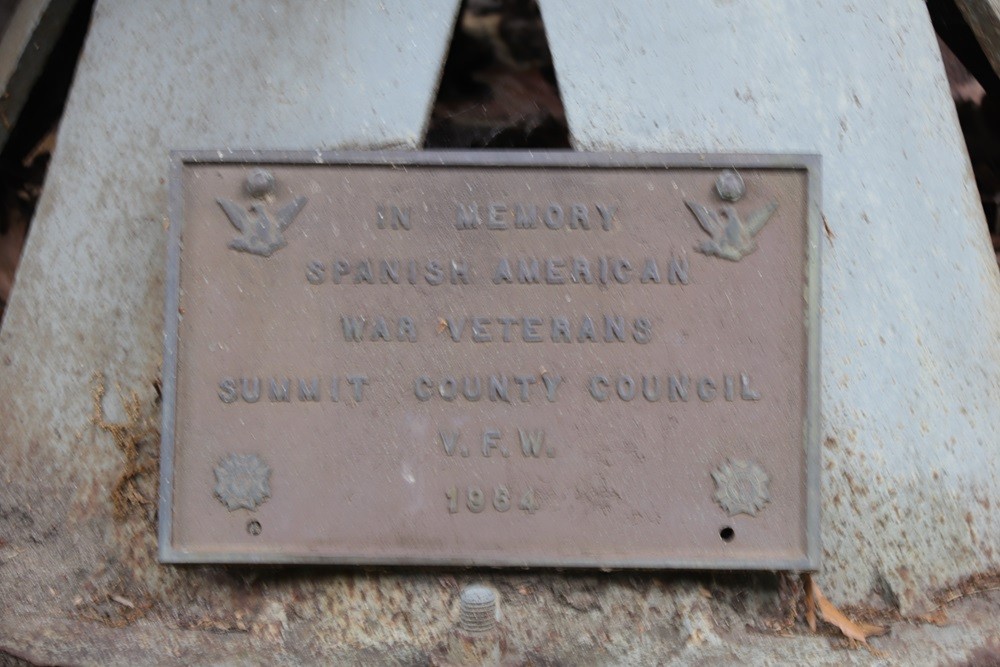 IN MEMORY
SPANISH AMERICAN
WAR VETERANS
SUMMIT COUNTY COUNCIL
V.F.W.
1964